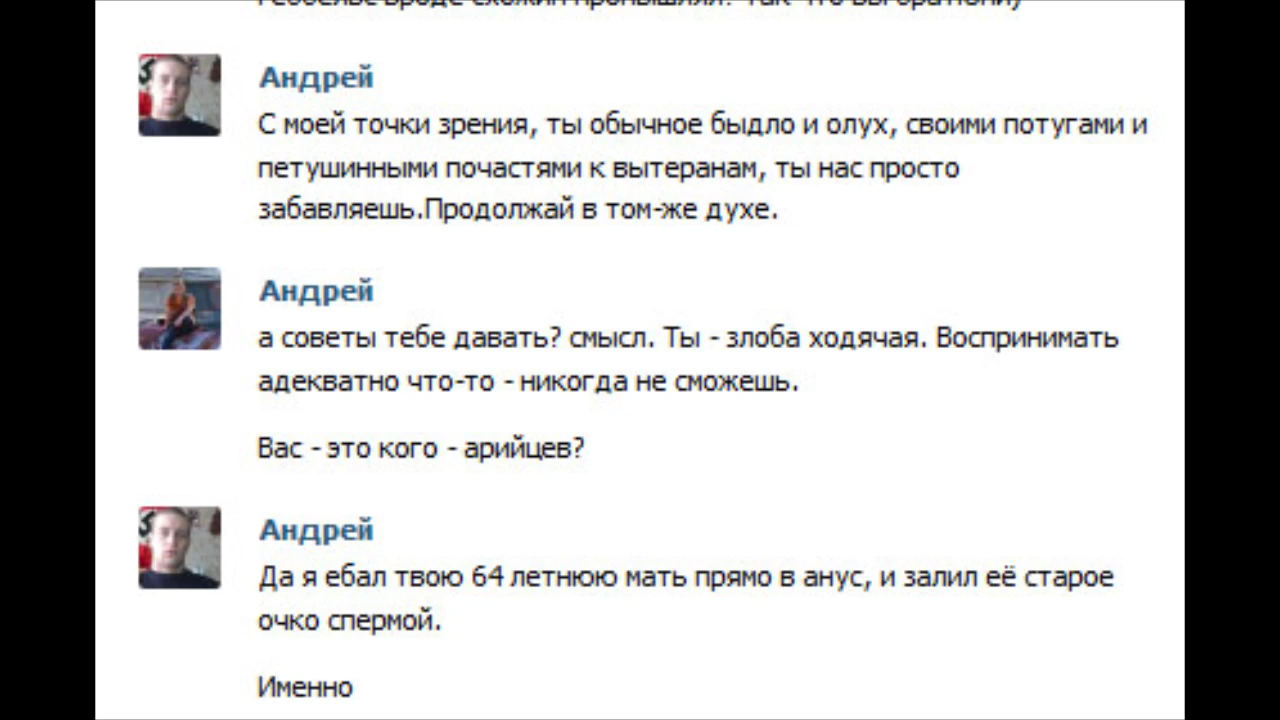 Андрей
С моей точки зрения, ты обычное быдло и олух, своими потугами и
петушинными почастями к вытеранам, ты нас просто
забавляешь.Продолжай в том-же духе.
Андрей
а советы тебе давать? смысл. Ты - злоба ходячая. Воспринимать
адекватно что-то - никогда не сможешь.
Вас - это кого - арийцев?
Андрей
Да я ебал твою 64 летнюю мать прямо в анус, и залил её старое
очко спермой.
Именно